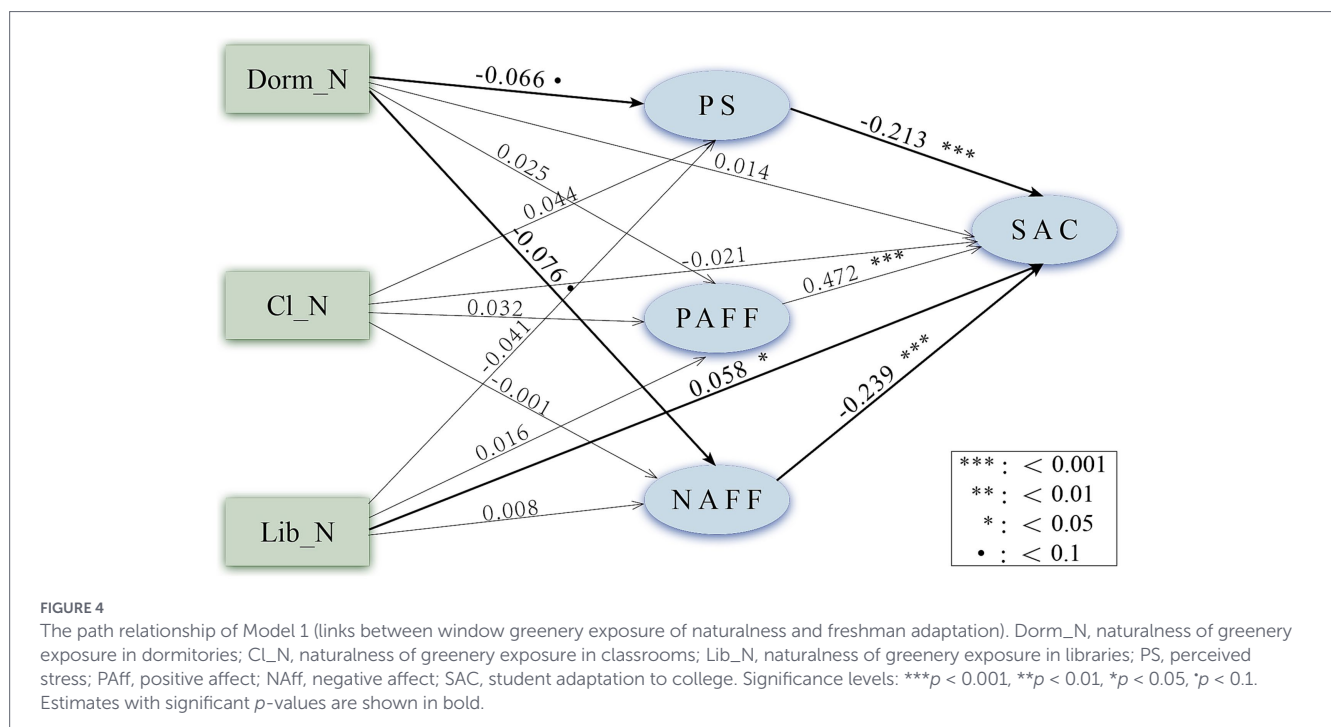 Dorm_N
-0.066 •
PS
-0.213 ***
0.025
0.014
0.044
SAC
-0.076 •
-0.021
0.472 ***
Cl_N
0.032
PAFF
-0.041
0.058 *
-0.001
-0.239 ***
0.016
*** : < 0.001
** : < 0.01
* : < 0.05
• : < 0.1
NAFF
0.008
Lib_N
FIGURE 4
The path relationship of Model 1 (links between window greenery exposure of naturalness and freshman adaptation). Dorm_N, naturalness of greenery
exposure in dormitories; Cl_N, naturalness of greenery exposure in classrooms; Lib_N, naturalness of greenery exposure in libraries; PS, perceived
stress; PAff, positive affect; NAff, negative affect; SAC, student adaptation to college. Significance levels: ***p < 0.001, **p < 0.01, *p < 0.05, •p < 0.1.
Estimates with significant p-values are shown in bold.